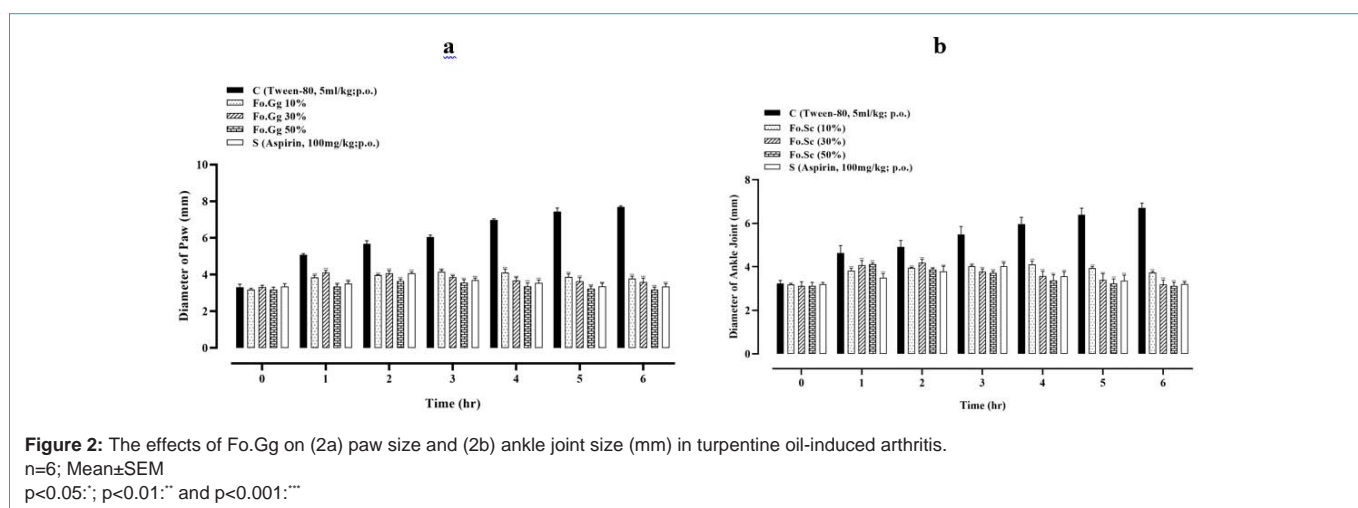 a
C (Tween-80, 5ml/kg;p.o.)
Fo.Gg 10%
Fo.Gg 30%
Fo.Gg 50%
S (Aspirin, 100mg/kg;p.o.)
10
8
6
4
2
0
Diameter of Paw (mm)
0 1 2 3 4 5 6
Time (hr)
b
C (Tween-80, 5ml/kg; p.o.)
Fo.Sc (10%)
Fo.Sc (30%)
Fo.Sc (50%)
S (Aspirin, 100mg/kg; p.o.)
8
6
4
2
0
Diameter of Ankle Joint (mm)
0 1 2 3 4 5 6
Time (hr)
Figure 2: The effects of Fo.Gg on (2a) paw size and (2b) ankle joint size (mm) in turpentine oil-induced arthritis.
n=6; Mean±SEM
p<0.05:*; p<0.01:** and p<0.001:***